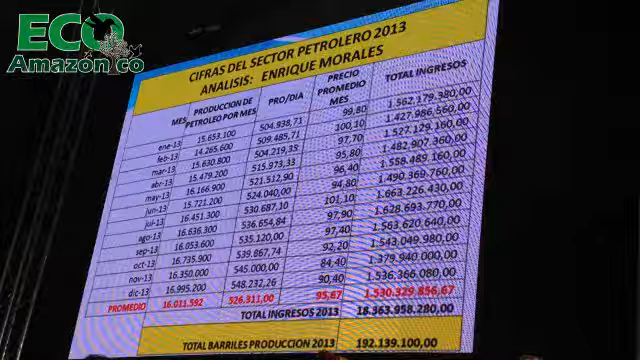 ECO
Amazónico
CIFRAS DEL SECTOR PETROLERO 2013
ANALISIS: ENRIQUE MORALES
MES PRODUCCION DE PETROLEO POR MES PRO/DIA PRECIO PROMEDIO MES TOTAL INGRESOS
ene-13 15.653.100 504.938,71 99,80 1.562.179.380,00
feb-13 14.265.600 509.485,71 100,10 1.427.986.560,00
mar-13 15.630.800 504.219,35 97,70 1.527.129.160,00
abr-13 15.479.200 515.973,33 95,80 1.482.907.360,00
may-13 16.166.900 521.512,90 96,40 1.558.489.160,00
jun-13 15.721.200 524.040,00 94,80 1.490.369.760,00
jul-13 16.451.300 530.687,10 101,10 1.663.226.430,00
ago-13 16.636.300 536.654,84 97,90 1.628.693.770,00
sep-13 16.053.600 535.120,00 97,40 1.563.620.640,00
oct-13 16.735.900 539.867,74 92,20 1.543.049.980,00
nov-13 16.350.000 545.000,00 84,40 1.379.940.000,00
dic-13 16.995.200 548.232,26 90,40 1.536.366.080,00
PROMEDIO 16.011.592 526.311,00 95,67 1.530.329.856,67
TOTAL INGRESOS 2013 18.363.958.280,00
TOTAL BARRILES PRODUCCION 2013 192.139.100,00